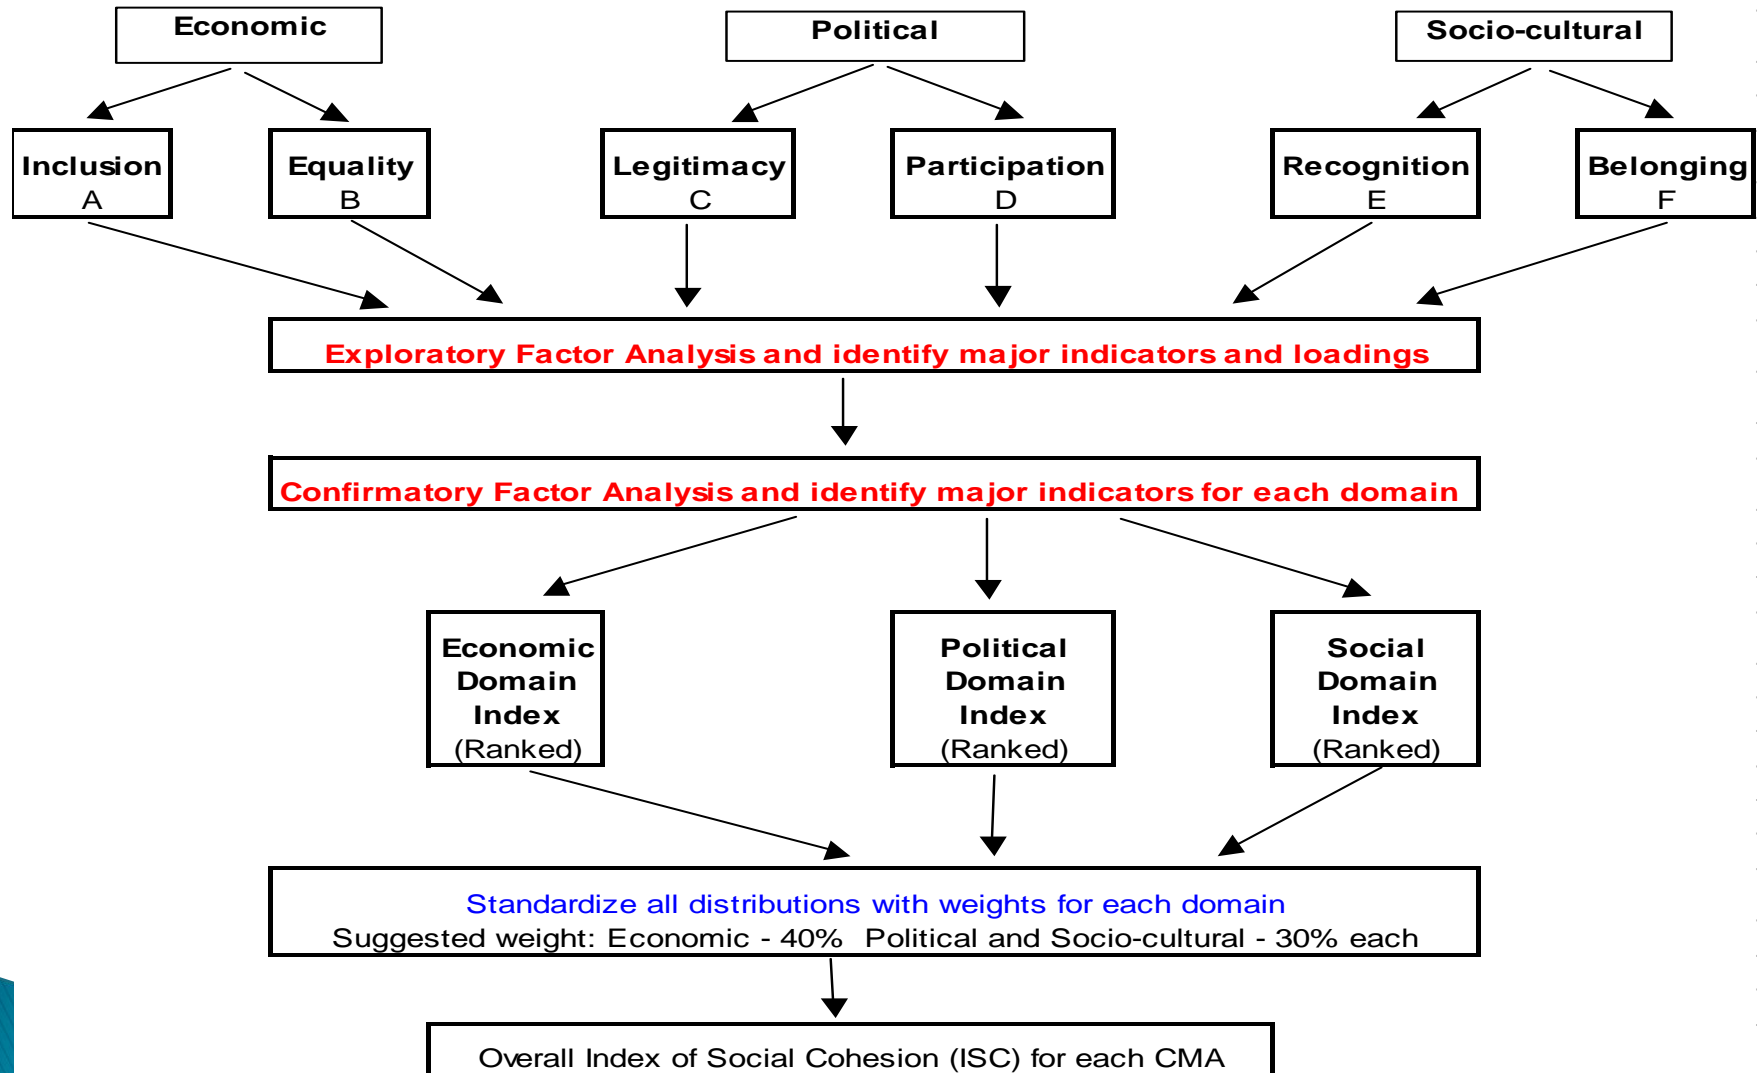 Economic
Political
Socio-cultural
Inclusion
A
Equality
B
Legitimacy
C
Participation
D
Recognition
E
Belonging
F
Exploratory Factor Analysis and identify major indicators and loadings
Confirmatory Factor Analysis and identify major indicators for each domain
Economic
Domain
Index
(Ranked)
Political
Domain
Index
(Ranked)
Social
Domain
Index
(Ranked)
Standardize all distributions with weights for each domain
Suggested weight: Economic - 40% Political and Socio-cultural - 30% each
Overall Index of Social Cohesion (ISC) for each CMA